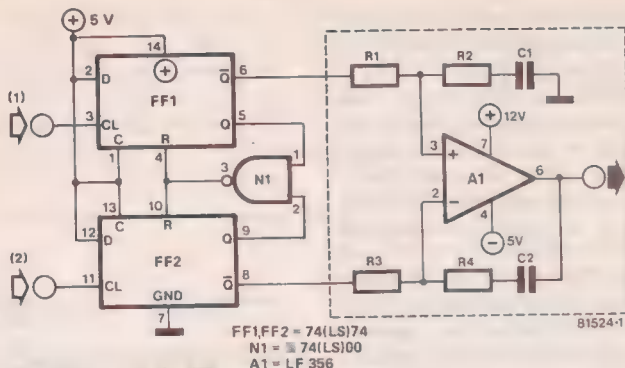 5 V
14
2
D
Q
6
R1
R2
C1
(1)
FF1
3
CL
Q
5
12V
C
R
1
4
3
N1
1
2
3
+
7
A1
6
2
−
4
5V
13
10
C
R
12
D
Q
9
(2)
FF2
11
CL
Q
8
R3
R4
C2
GND
7
81524-1
FF1,FF2 = 74(LS)74
N1 = 74(LS)00
A1 = LF 356